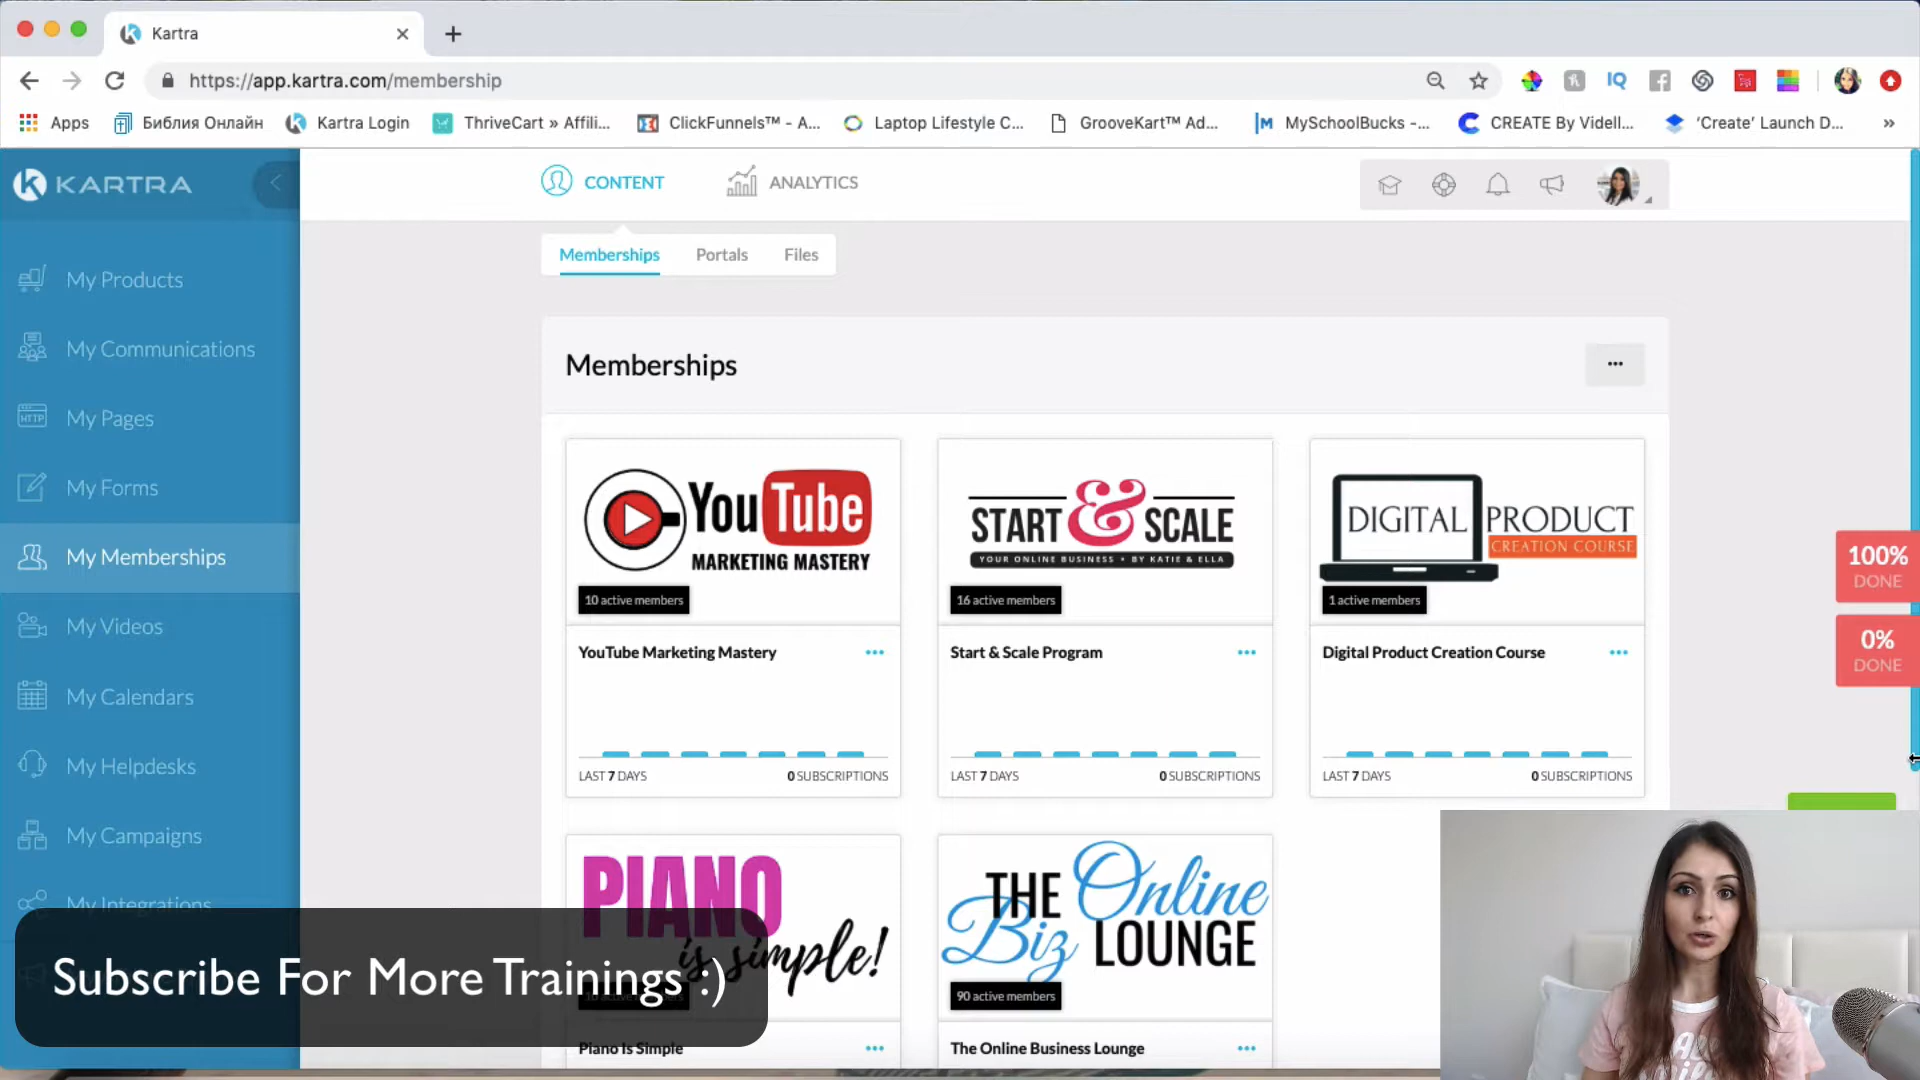 Kartra
https://app.kartra.com/membership
IQ
Apps
Библия Онлайн
Kartra Login
ThriveCart » Affili...
ClickFunnels™ - A...
Laptop Lifestyle C...
GrooveKart™ Ad...
MySchoolBucks -...
CREATE By Videll...
‘Create’ Launch D...
»
KARTRA
CONTENT
ANALYTICS
Memberships
Portals
Files
My Products
My Communications
HTTP
My Pages
My Forms
My Memberships
My Videos
My Calendars
My Helpdesks
My Campaigns
My Integrations
Memberships
YouTube
MARKETING MASTERY
10 active members
YouTube Marketing Mastery
LAST 7 DAYS
0 SUBSCRIPTIONS
START & SCALE
YOUR ONLINE BUSINESS • BY KATIE & ELLA
16 active members
Start & Scale Program
LAST 7 DAYS
0 SUBSCRIPTIONS
DIGITAL PRODUCT
CREATION COURSE
1 active members
Digital Product Creation Course
LAST 7 DAYS
0 SUBSCRIPTIONS
100%
DONE
0%
DONE
PIANO
is simple!
Piano Is Simple
THE Online
Biz LOUNGE
90 active members
The Online Business Lounge
Subscribe For More Trainings :)